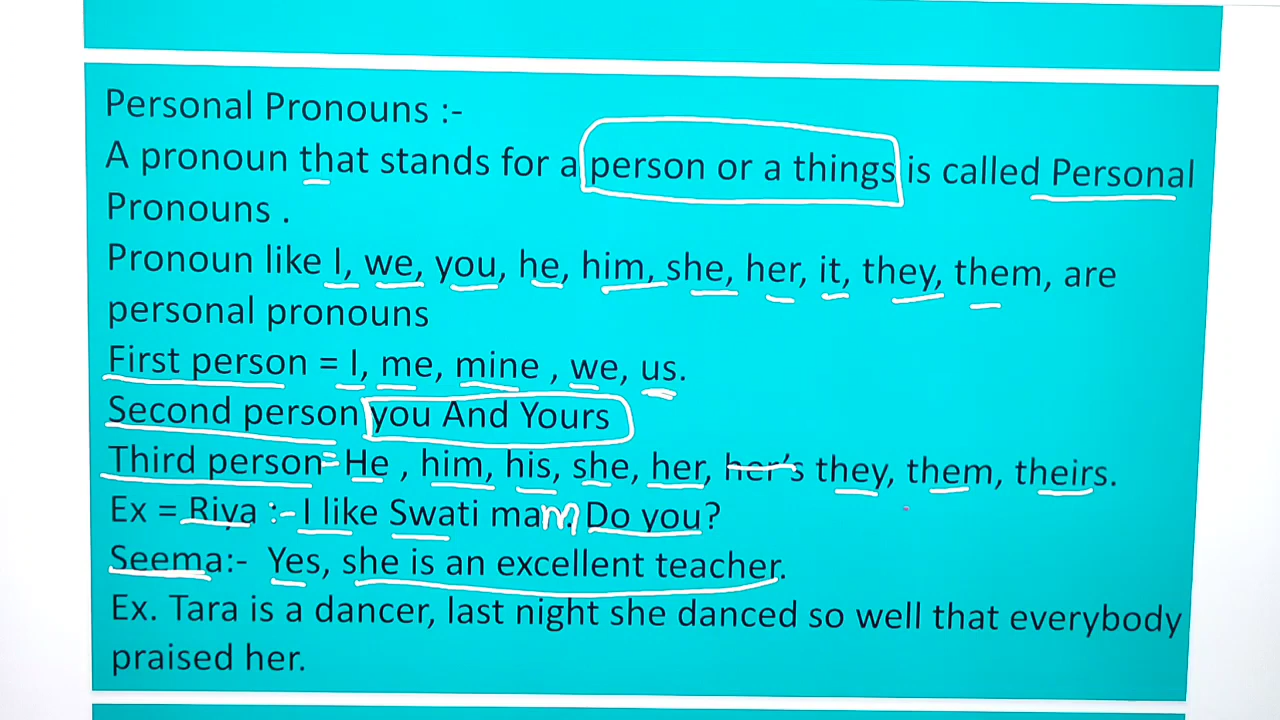 Personal Pronouns :-
A pronoun that stands for a person or a things is called Personal
Pronouns .
Pronoun like I, we, you, he, him, she, her, it, they, them, are
personal pronouns
First person = I, me, mine , we, us.
Second person you And Yours
Third person= He , him, his, she, her, her's they, them, theirs.
Ex = Riya :- I like Swati mam. Do you?
Seema:- Yes, she is an excellent teacher.
Ex. Tara is a dancer, last night she danced so well that everybody
praised her.